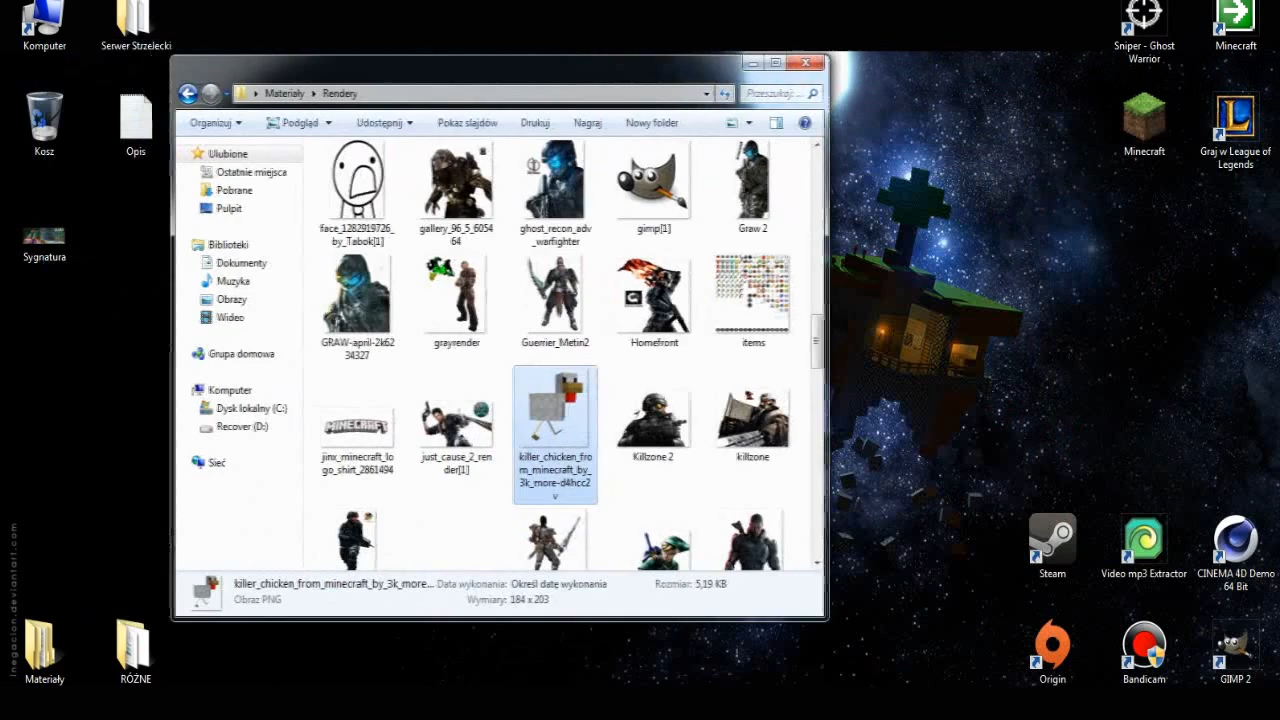 Komputer
Serwer Strzelecki
Sniper - Ghost
Warrior
Minecraft
Kosz
Opis
Minecraft
Graj w League of
Legends
Sygnatura
Materiały
Rendery
Przeszukaj: ...
Organizuj
Podgląd
Udostępnij
Pokaz slajdów
Drukuj
Nagraj
Nowy folder
Ulubione
Ostatnie miejsca
Pobrane
Pulpit
Biblioteki
Dokumenty
Muzyka
Obrazy
Wideo
Grupa domowa
Komputer
Dysk lokalny (C:)
Recover (D:)
Sieć
face_1282919726_
by_Tabok[1]
gallery_96_5_6054
64
ghost_recon_adv
_warfighter
gimp[1]
Graw 2
GRAW-april-2k62
34327
grayrender
Guerrier_Metin2
Homefront
items
MINECRAFT
jinx_minecraft_lo
go_shirt_2861494
just_cause_2_ren
der[1]
killer_chicken_fro
m_minecraft_by_
3k_more-d4hcc2
v
Killzone 2
killzone
killer_chicken_from_minecraft_by_3k_more...
Data wykonania: Określ datę wykonania
Rozmiar: 5,19 KB
Obraz PNG
Wymiary: 184 x 203
Steam
Video mp3 Extractor
CINEMA 4D Demo
64 Bit
Materiały
RÓŻNE
Origin
Bandicam
GIMP 2